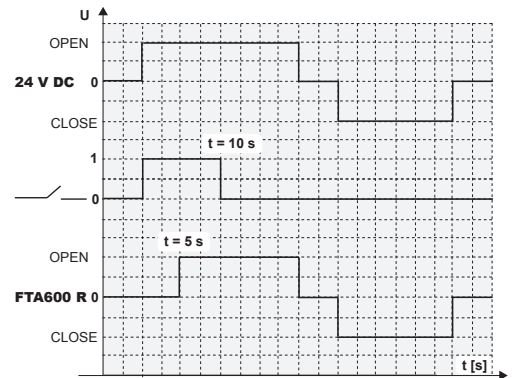 U
OPEN
24 V DC 0
CLOSE
t = 10 s
1
0
t = 5 s
OPEN
FTA600 R 0
CLOSE
t [s]